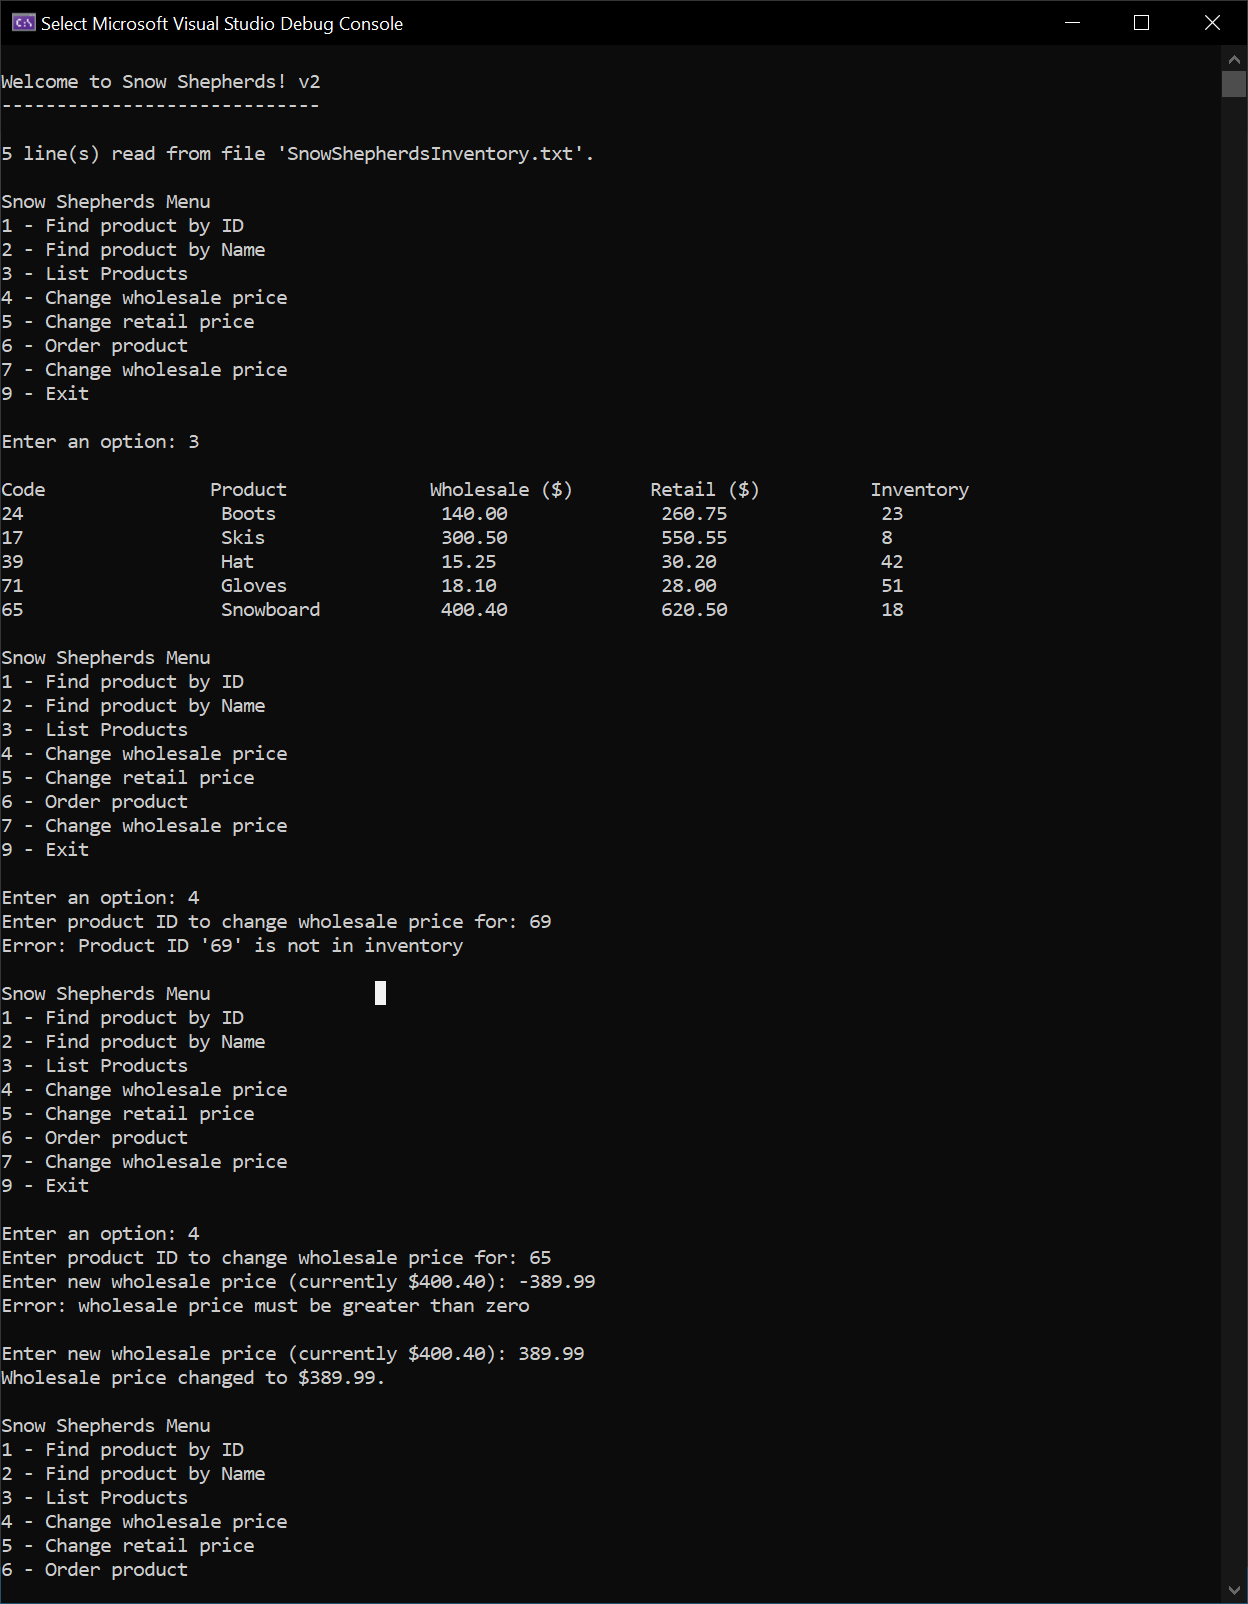 Select Microsoft Visual Studio Debug Console
Welcome to Snow Shepherds! v2
-----------------------------
5 line(s) read from file 'SnowShepherdsInventory.txt'.
Snow Shepherds Menu
1 - Find product by ID
2 - Find product by Name
3 - List Products
4 - Change wholesale price
5 - Change retail price
6 - Order product
7 - Change wholesale price
9 - Exit
Enter an option: 3
Code Product Wholesale ($) Retail ($) Inventory
24 Boots 140.00 260.75 23
17 Skis 300.50 550.55 8
39 Hat 15.25 30.20 42
71 Gloves 18.10 28.00 51
65 Snowboard 400.40 620.50 18
Snow Shepherds Menu
1 - Find product by ID
2 - Find product by Name
3 - List Products
4 - Change wholesale price
5 - Change retail price
6 - Order product
7 - Change wholesale price
9 - Exit
Enter an option: 4
Enter product ID to change wholesale price for: 69
Error: Product ID '69' is not in inventory
Snow Shepherds Menu
1 - Find product by ID
2 - Find product by Name
3 - List Products
4 - Change wholesale price
5 - Change retail price
6 - Order product
7 - Change wholesale price
9 - Exit
Enter an option: 4
Enter product ID to change wholesale price for: 65
Enter new wholesale price (currently $400.40): -389.99
Error: wholesale price must be greater than zero
Enter new wholesale price (currently $400.40): 389.99
Wholesale price changed to $389.99.
Snow Shepherds Menu
1 - Find product by ID
2 - Find product by Name
3 - List Products
4 - Change wholesale price
5 - Change retail price
6 - Order product